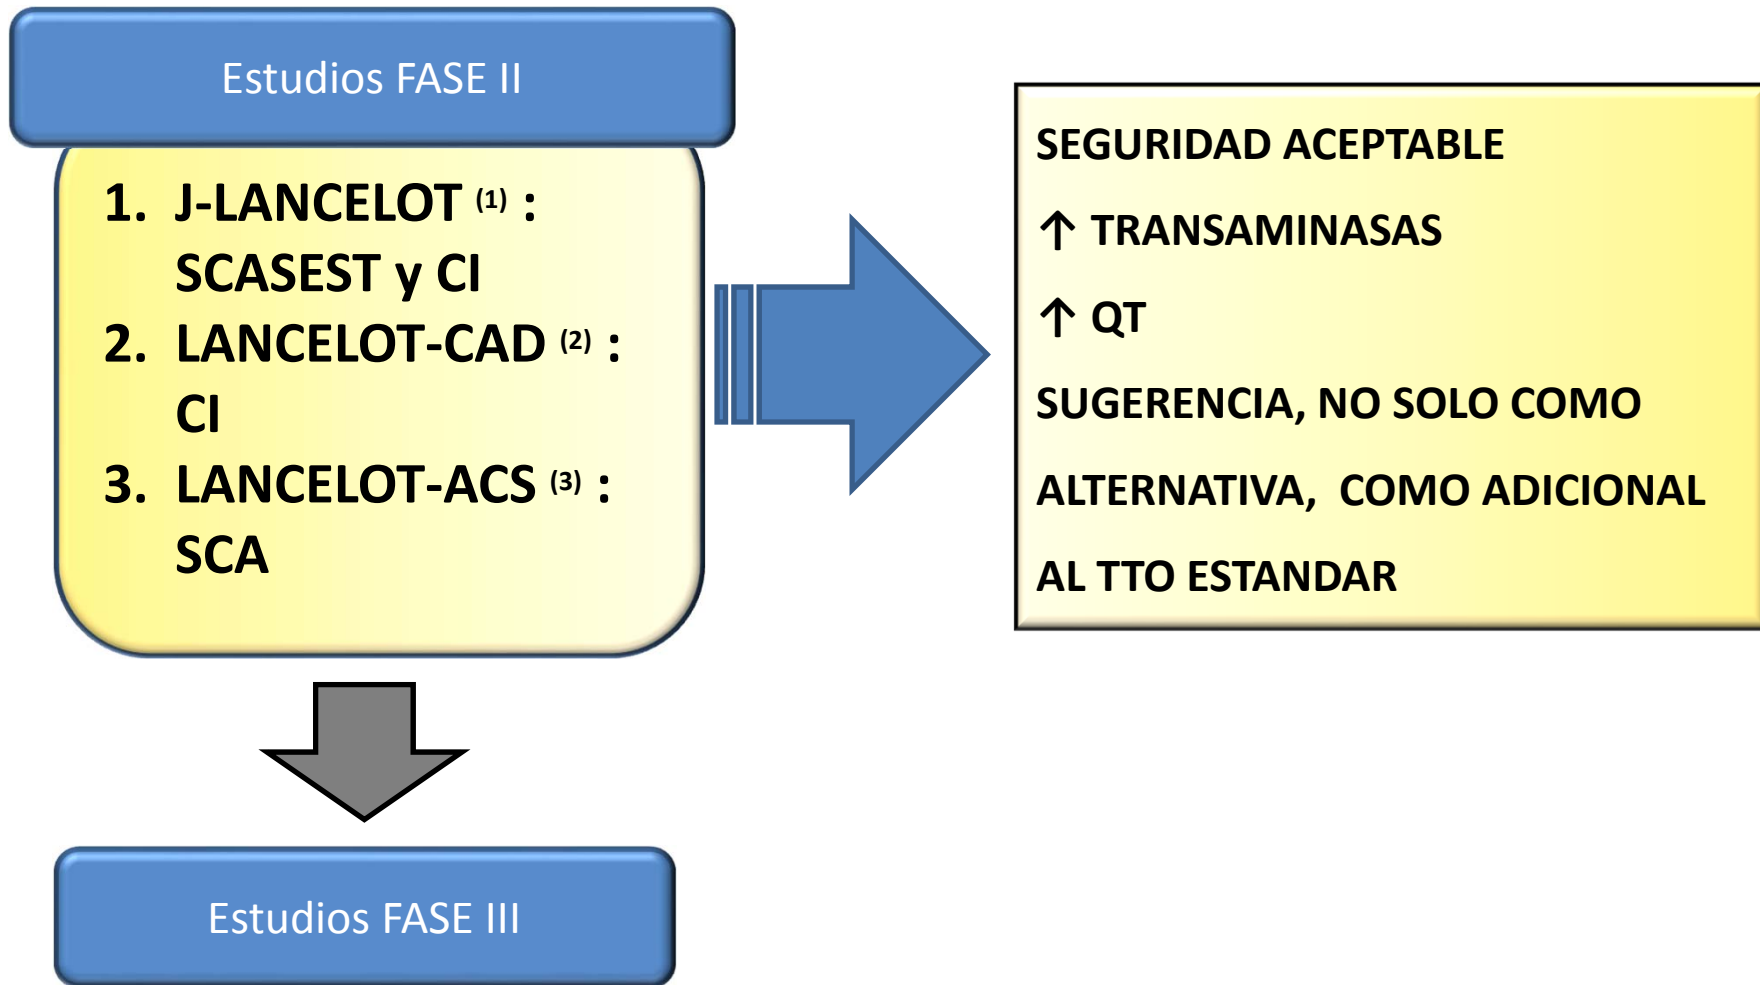 Estudios FASE II
1. J-LANCELOT (1) :
SCASEST y CI
2. LANCELOT-CAD (2) :
CI
3. LANCELOT-ACS (3) :
SCA
SEGURIDAD ACEPTABLE
↑ TRANSAMINASAS
↑ QT
SUGERENCIA, NO SOLO COMO
ALTERNATIVA, COMO ADICIONAL
AL TTO ESTANDAR
Estudios FASE III